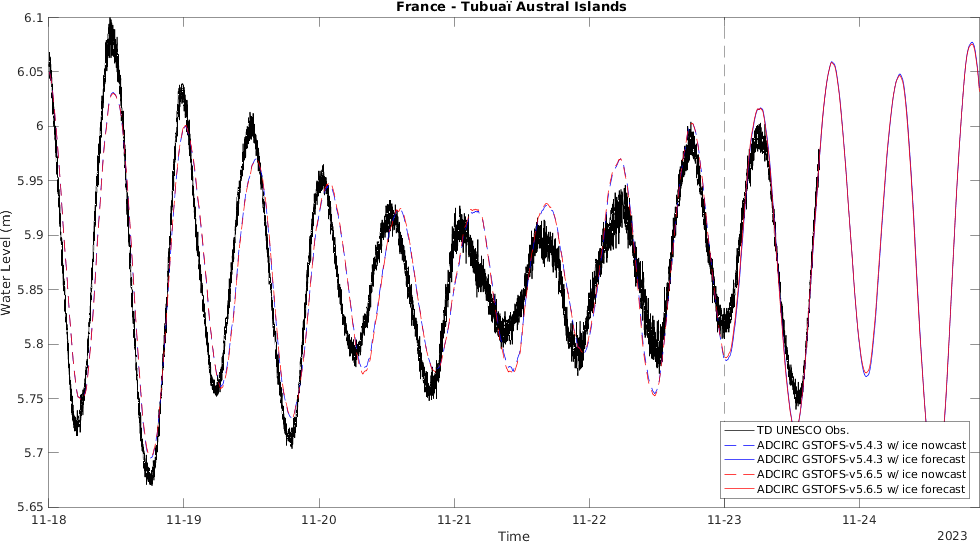 France - Tubuaï Austral Islands
6.1
6.05
6
5.95
5.9
5.85
5.8
5.75
5.7
5.65
Water Level (m)
TD UNESCO Obs.
ADCIRC GSTOFS-v5.4.3 w/ ice nowcast
ADCIRC GSTOFS-v5.4.3 w/ ice forecast
ADCIRC GSTOFS-v5.6.5 w/ ice nowcast
ADCIRC GSTOFS-v5.6.5 w/ ice forecast
11-18 11-19 11-20 11-21 11-22 11-23 11-24
Time
2023